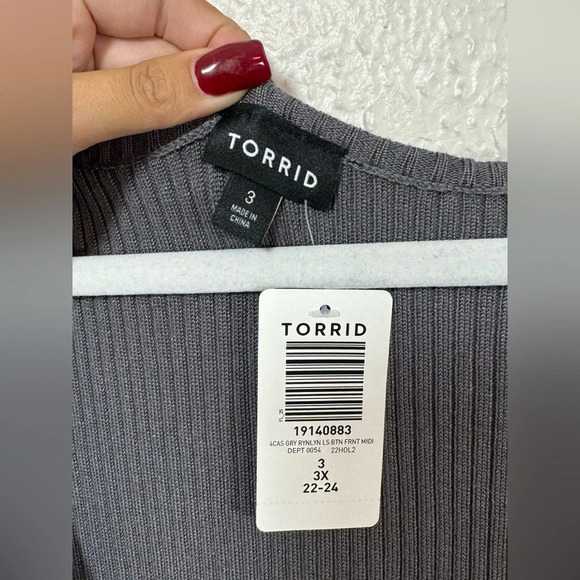 TORRID
3
MADE IN
CHINA
TORRID
FL_25
19140883
4CAS GRY RYNLYN LS BTN FRNT MIDI
DEPT 0054 22HOL2
3
3X
22-24